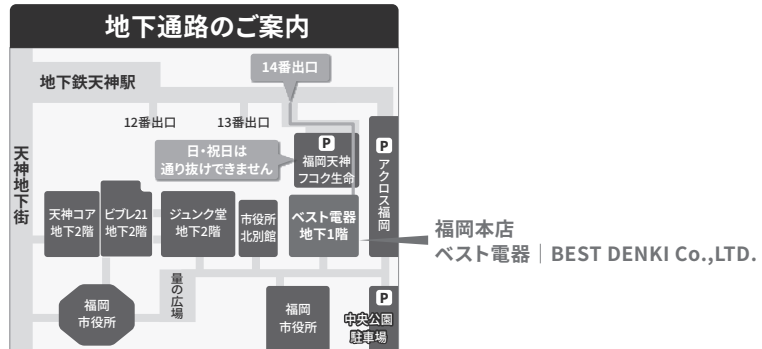 地下通路のご案内
14番出口
地下鉄天神駅
12番出口
13番出口
日・祝日は
通り抜けできません
P
福岡天神
フコク生命
P
アクロス福岡
天神地下街
天神コア
地下2階
ビブレ21
地下2階
ジュンク堂
地下2階
市役所
北別館
ベスト電器
地下1階
福岡本店
ベスト電器｜BEST DENKI Co.,LTD.
量の広場
福岡
市役所
福岡
市役所
P
中央公園
駐車場